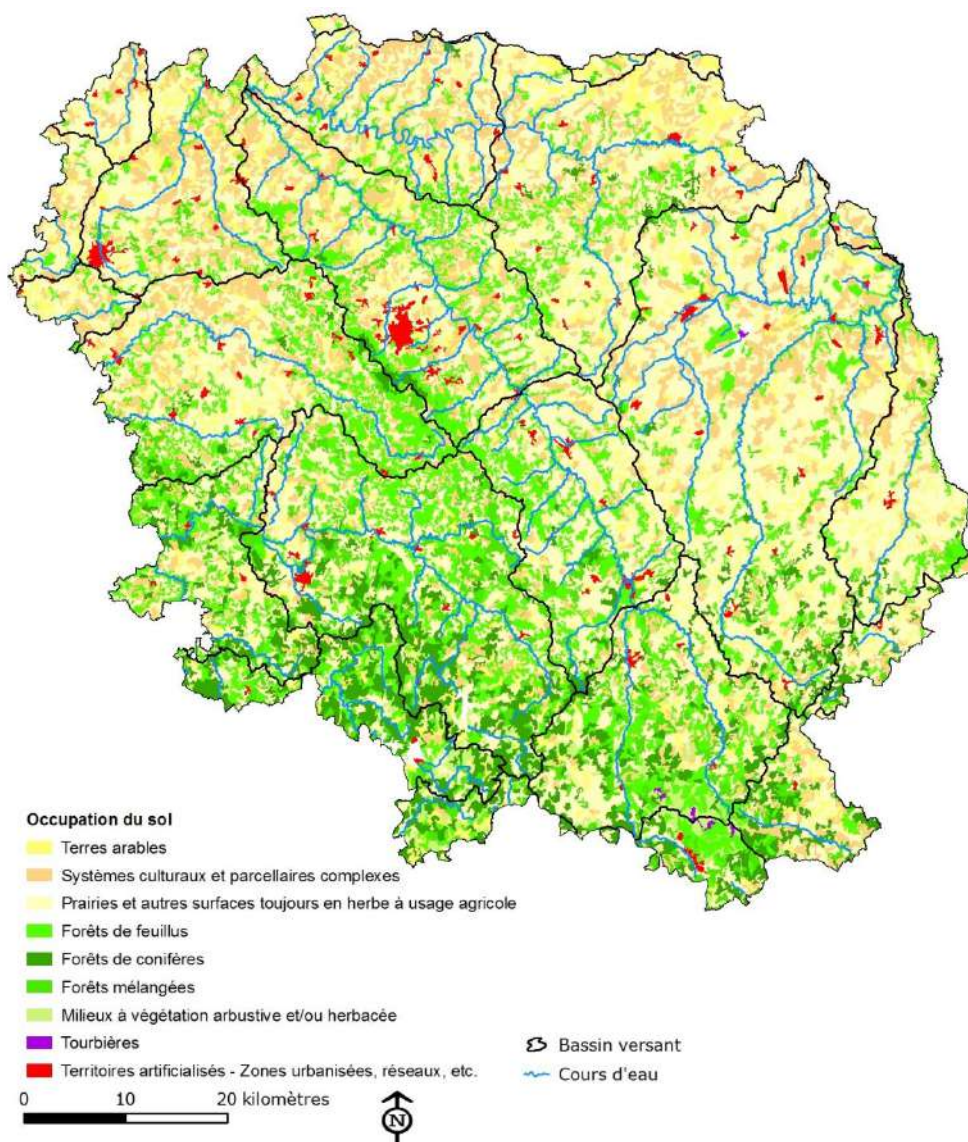 Occupation du sol
Terres arables
Systèmes culturaux et parcellaires complexes
Prairies et autres surfaces toujours en herbe à usage agricole
Forêts de feuillus
Forêts de conifères
Forêts mélangées
Milieux à végétation arbustive et/ou herbacée
Tourbières
Territoires artificialisés - Zones urbanisées, réseaux, etc.
Bassin versant
Cours d'eau
0 10 20 kilomètres
N